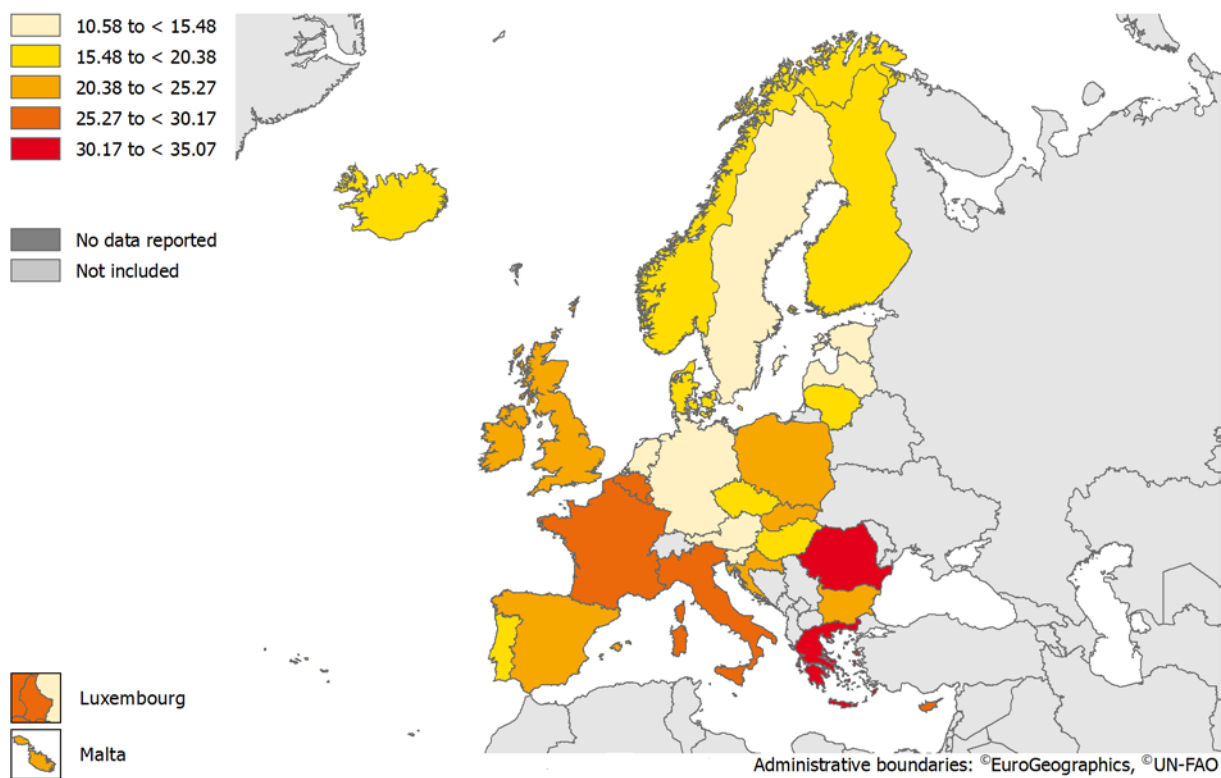 10.58 to < 15.48
15.48 to < 20.38
20.38 to < 25.27
25.27 to < 30.17
30.17 to < 35.07
No data reported
Not included
Luxembourg
Malta
Administrative boundaries: ©EuroGeographics, ©UN-FAO